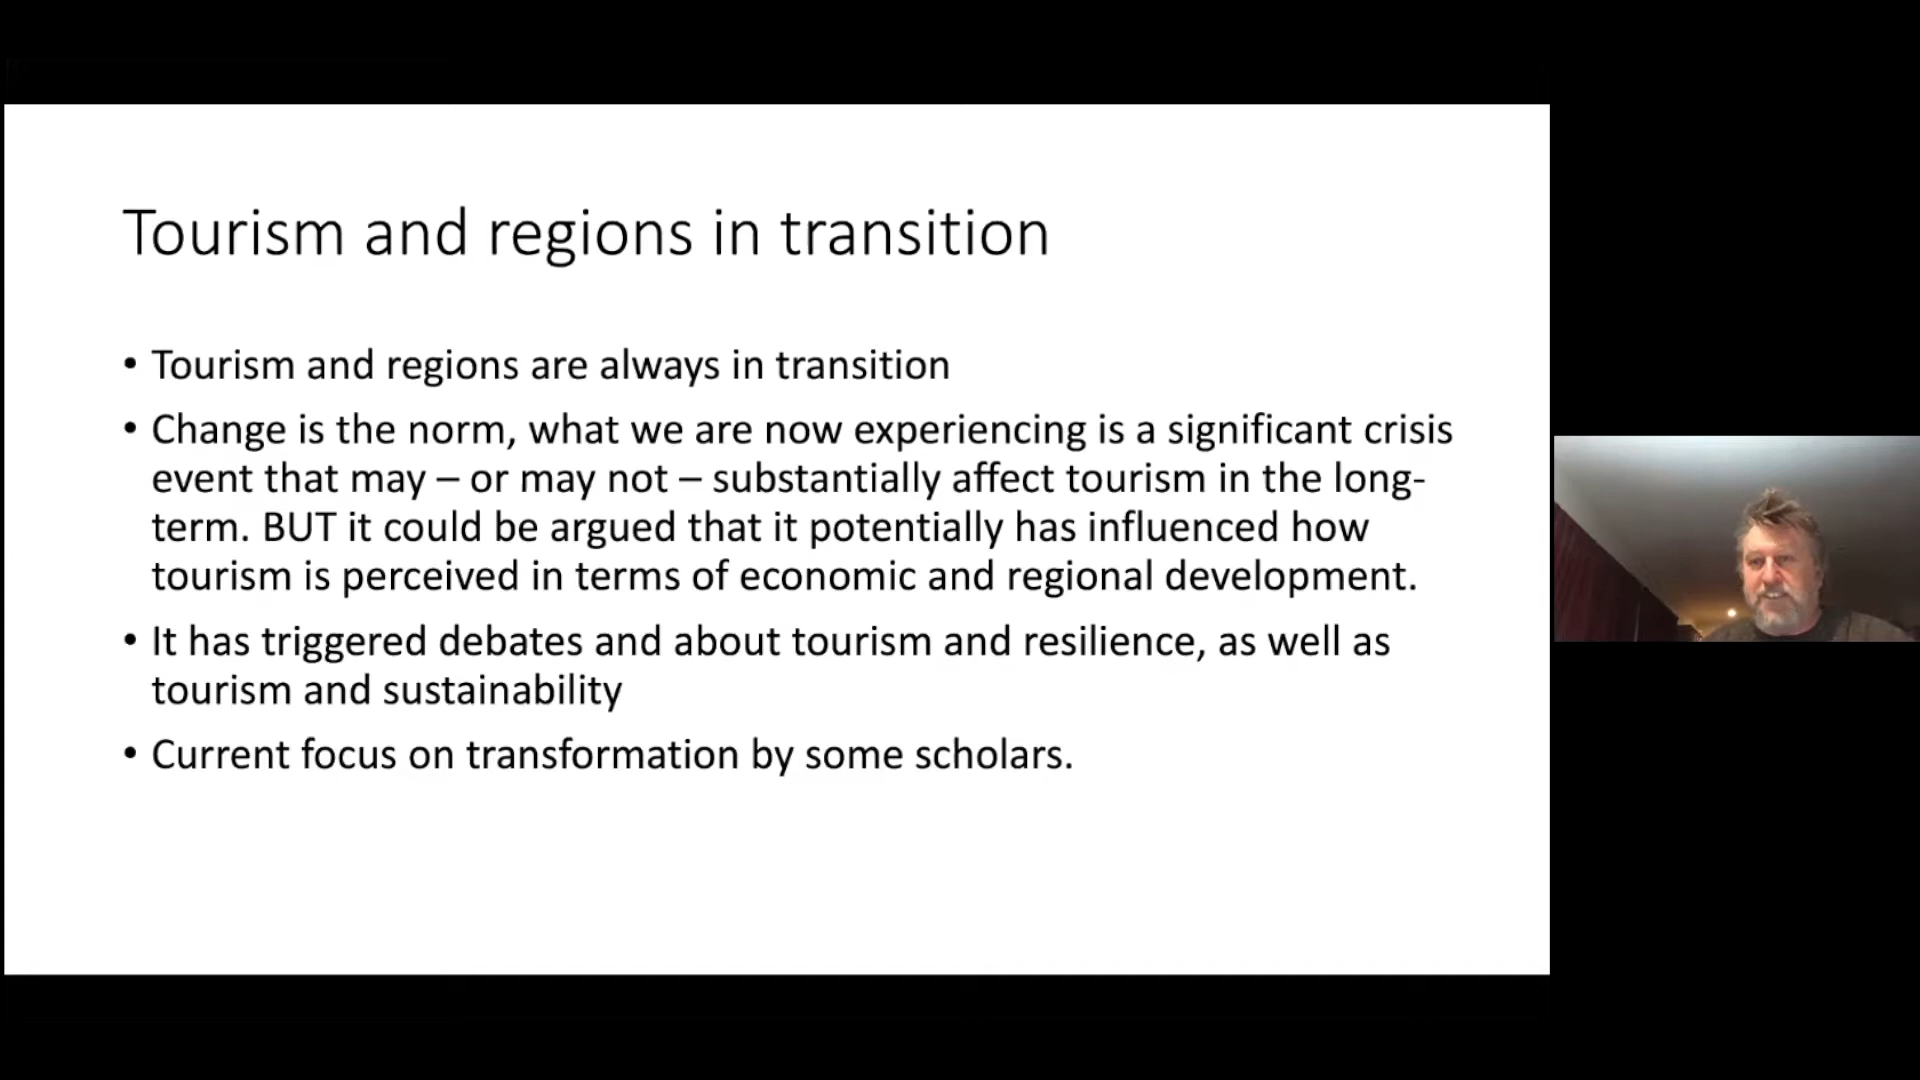 Tourism and regions in transition
• Tourism and regions are always in transition
• Change is the norm, what we are now experiencing is a significant crisis
event that may – or may not – substantially affect tourism in the long-
term. BUT it could be argued that it potentially has influenced how
tourism is perceived in terms of economic and regional development.
• It has triggered debates and about tourism and resilience, as well as
tourism and sustainability
• Current focus on transformation by some scholars.